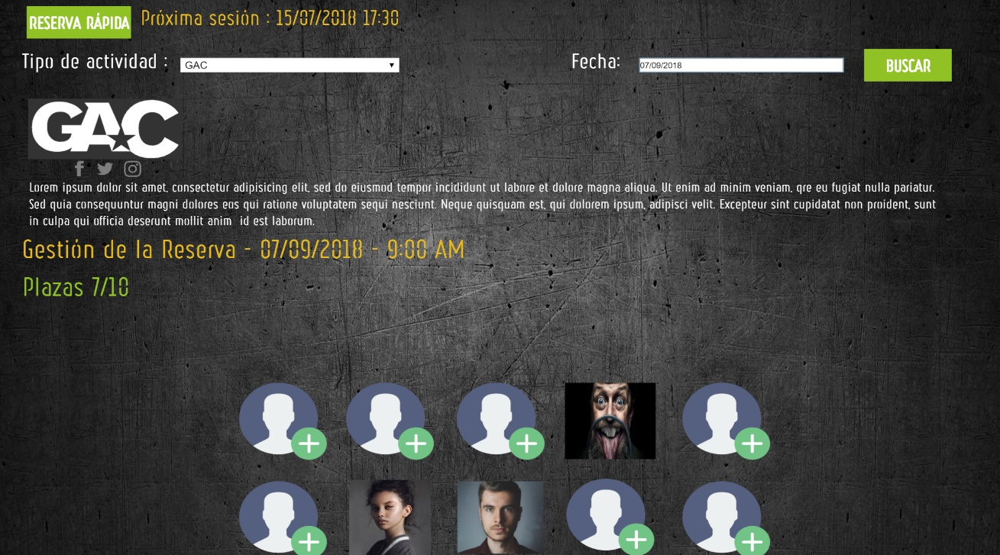 RESERVA RÁPIDA Próxima sesión : 15/07/2018 17:30
Tipo de actividad : GAC Fecha: 07/09/2018 BUSCAR
GAC
Lorem ipsum dolor sit amet, consectetur adipisicing elit, sed do eiusmod tempor incididunt ut labore et dolore magna aliqua. Ut enim ad minim veniam, qre eu fugiat nulla pariatur.
Sed quia consequuntur magni dolores eos qui ratione voluptatem sequi nesciunt. Neque quisquam est, qui dolorem ipsum, adipisci velit. Excepteur sint cupidatat non proident, sunt
in culpa qui officia deserunt mollit anim id est laborum.
Gestión de la Reserva - 07/09/2018 - 9:00 AM
Plazas 7/10